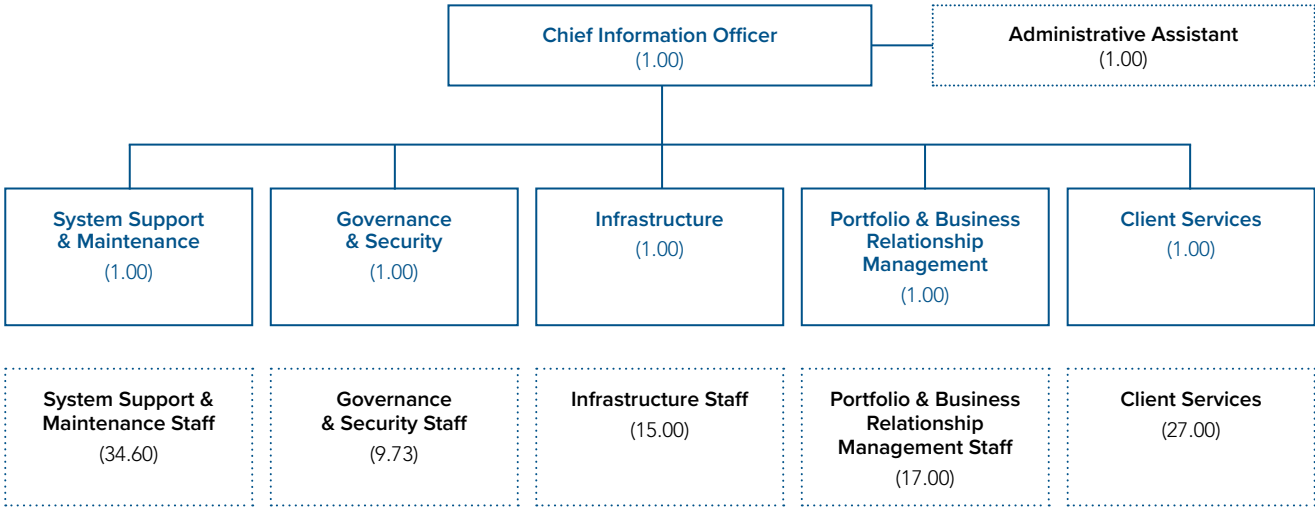 Chief Information Officer
(1.00)
Administrative Assistant
(1.00)
System Support
& Maintenance
(1.00)
Governance
& Security
(1.00)
Infrastructure
(1.00)
Portfolio & Business
Relationship
Management
(1.00)
Client Services
(1.00)
System Support &
Maintenance Staff
(34.60)
Governance
& Security Staff
(9.73)
Infrastructure Staff
(15.00)
Portfolio & Business
Relationship
Management Staff
(17.00)
Client Services
(27.00)